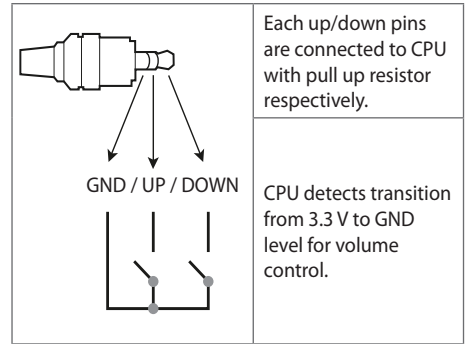 Each up/down pins
are connected to CPU
with pull up resistor
respectively.
GND / UP / DOWN
CPU detects transition
from 3.3 V to GND
level for volume
control.